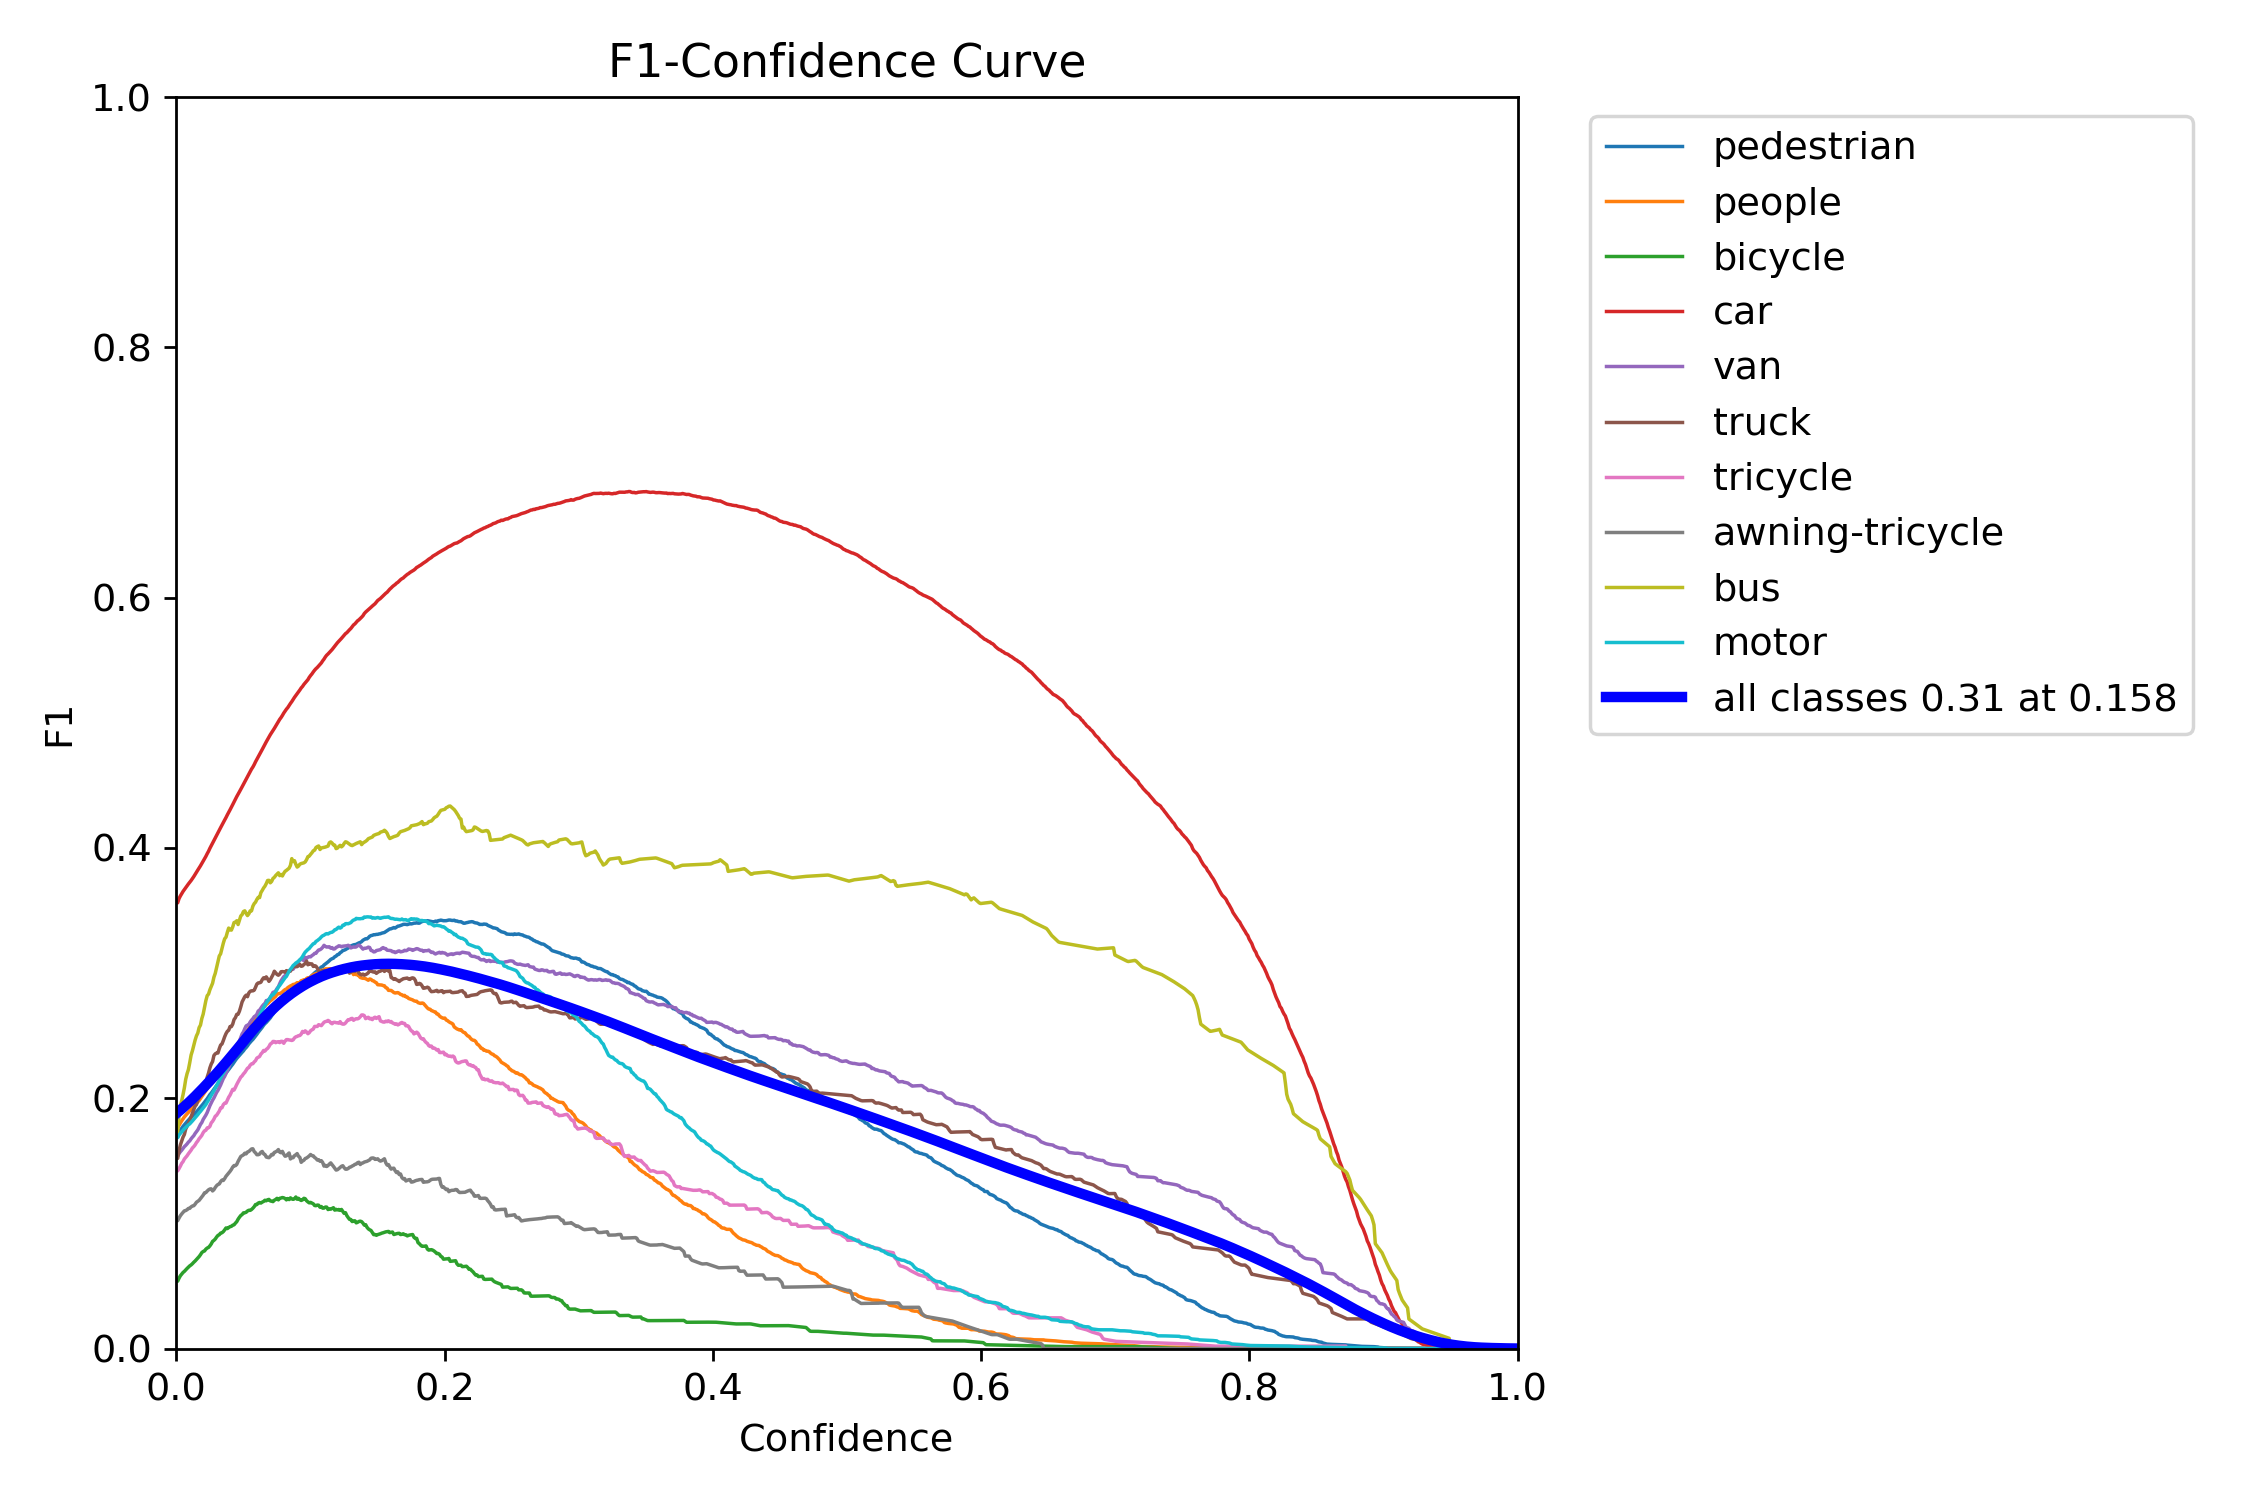 F1-Confidence Curve
1.0
0.8
0.6
0.4
0.2
0.0
F1
0.0 0.2 0.4 0.6 0.8 1.0
Confidence
pedestrian
people
bicycle
car
van
truck
tricycle
awning-tricycle
bus
motor
all classes 0.31 at 0.158